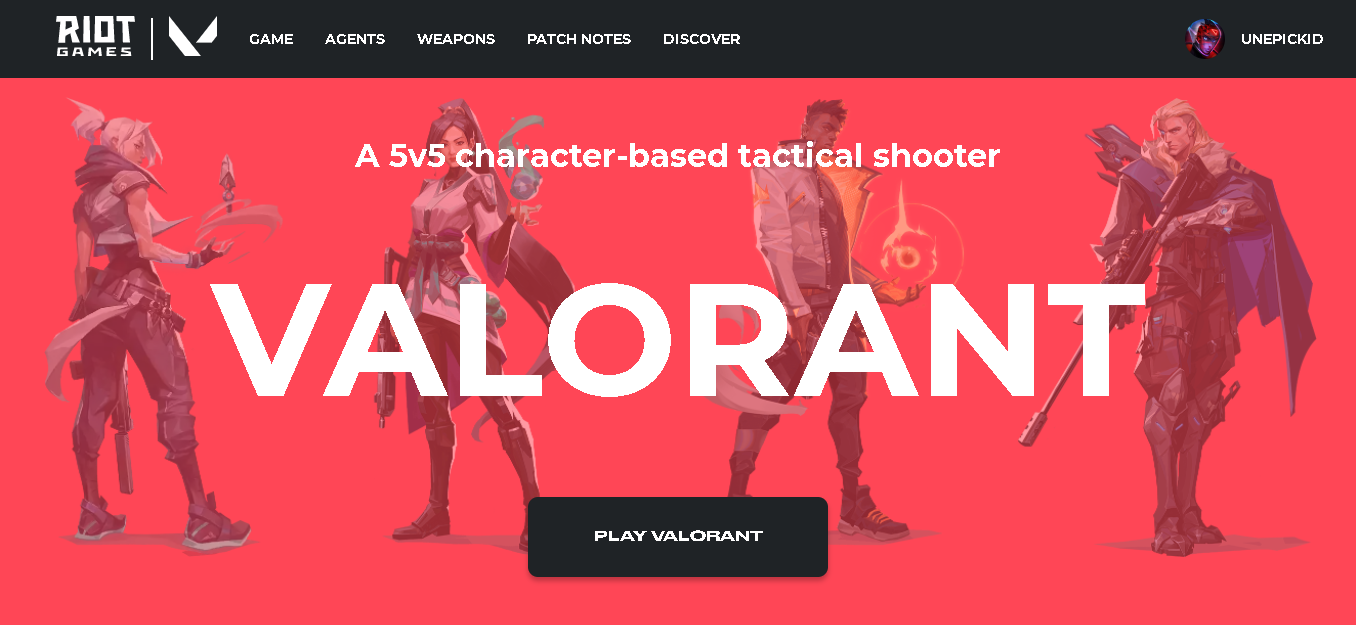 RIOT
GAMES
GAME AGENTS WEAPONS PATCH NOTES DISCOVER UNEPICKID
A 5v5 character-based tactical shooter
VALORANT
PLAY VALORANT